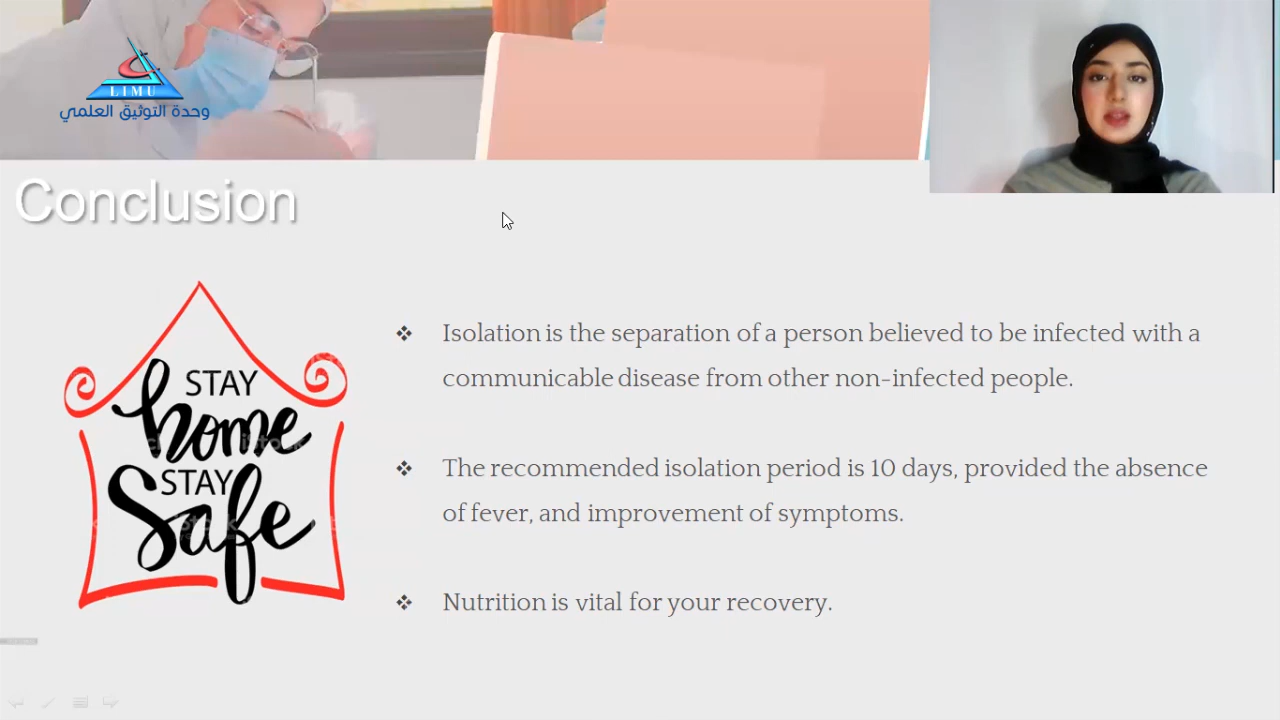 LIMU
وحدة التوثيق العلمي
Conclusion
STAY
home
STAY
Safe
❖ Isolation is the separation of a person believed to be infected with a
communicable disease from other non-infected people.
❖ The recommended isolation period is 10 days, provided the absence
of fever, and improvement of symptoms.
❖ Nutrition is vital for your recovery.